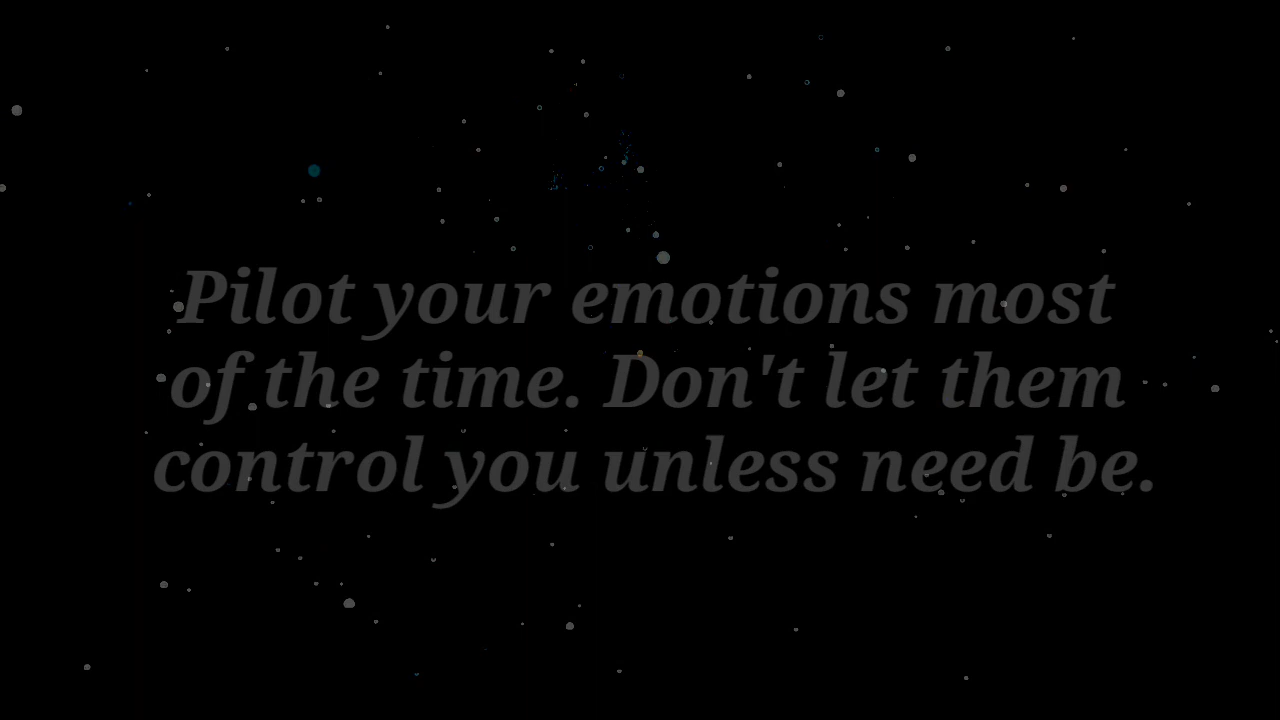 Pilot your emotions most
of the time. Don't let them
control you unless need be.